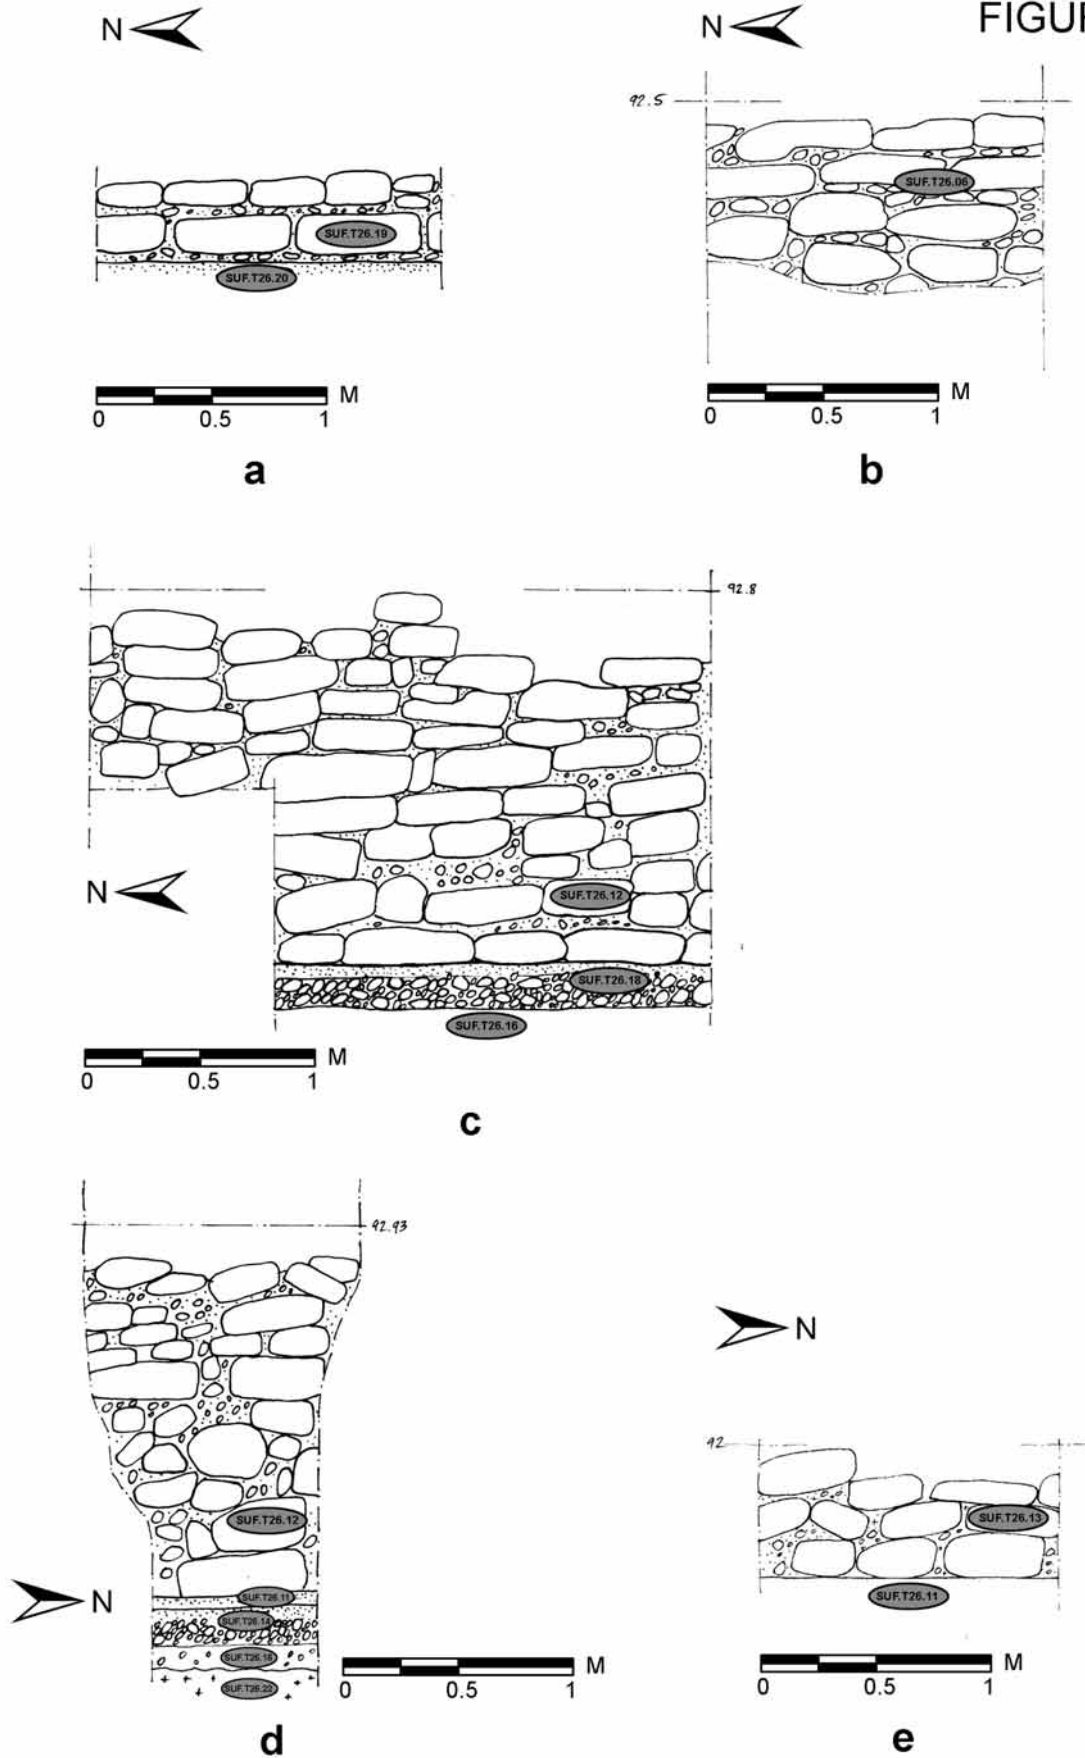 FIGUR
N
N
92.5
SUF.T26.06
SUF.T26.19
SUF.T26.20
M
0 0.5 1
M
0 0.5 1
a
b
92.8
N
SUF.T26.12
SUF.T26.18
SUF.T26.16
M
0 0.5 1
c
92.93
N
92
SUF.T26.12
SUF.T26.13
SUF.T26.11
SUF.T26.11
N
SUF.T26.16
SUF.T26.22
M
0 0.5 1
M
0 0.5 1
d
e